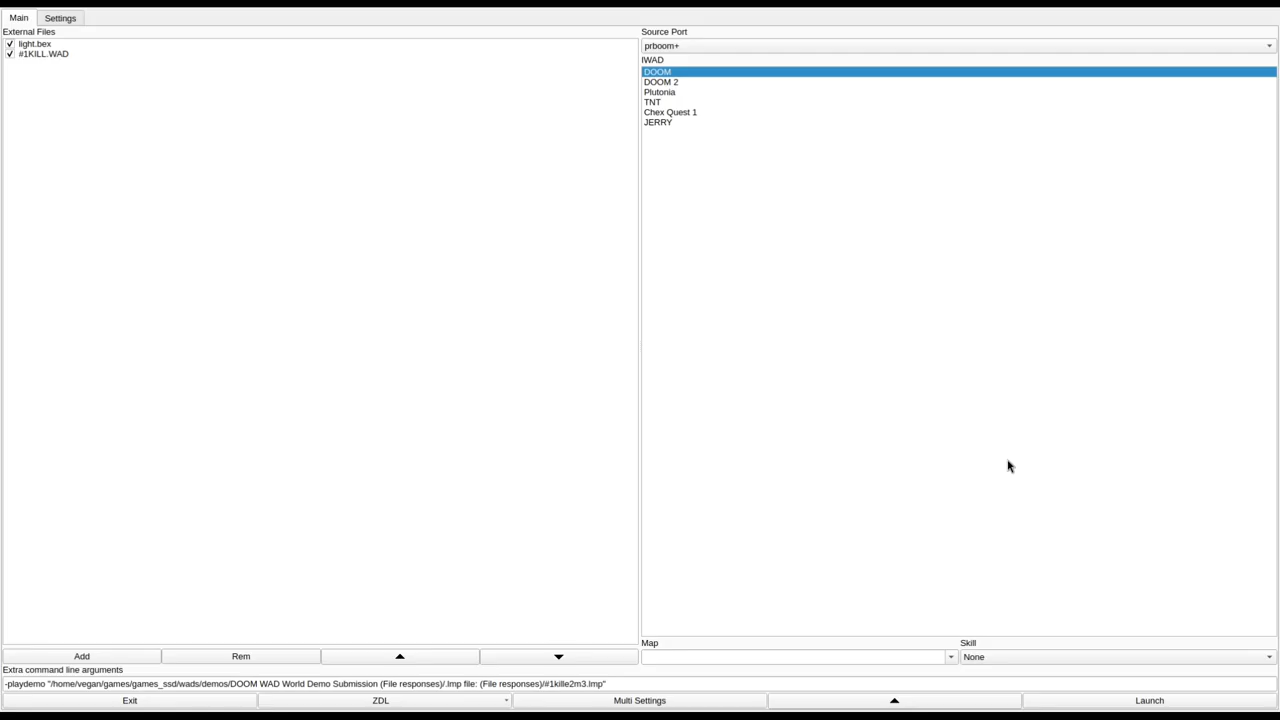 Main Settings
External Files
light.bex
#1KILL.WAD
Source Port
prboom+
IWAD
DOOM
DOOM 2
Plutonia
TNT
Chex Quest 1
JERRY
Map Skill
None
Add Rem
Extra command line arguments
-playdemo "/home/vegan/games/games_ssd/wads/demos/DOOM WAD World Demo Submission (File responses)/.lmp file: (File responses)/#1kille2m3.lmp"
Exit ZDL Multi Settings Launch